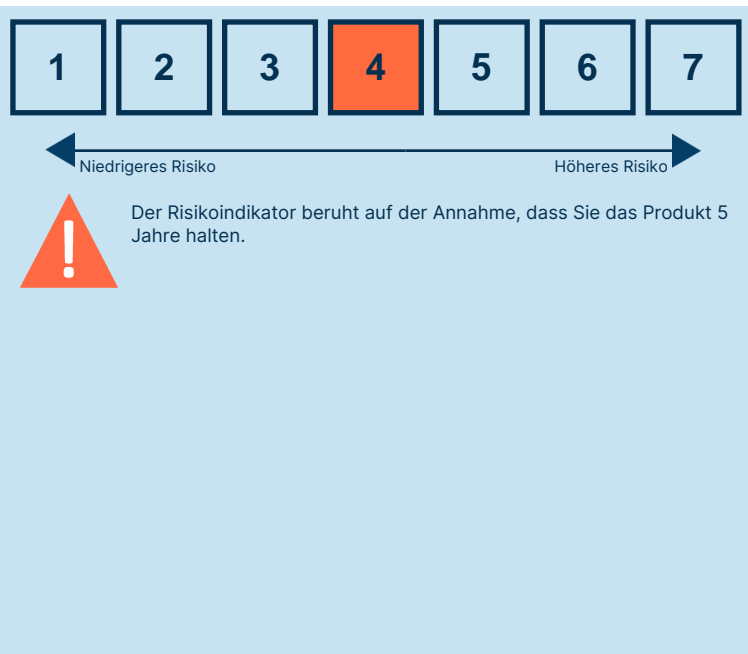 1 2 3 4 5 6 7
Niedrigeres Risiko Höheres Risiko
!
Der Risikoindikator beruht auf der Annahme, dass Sie das Produkt 5
Jahre halten.